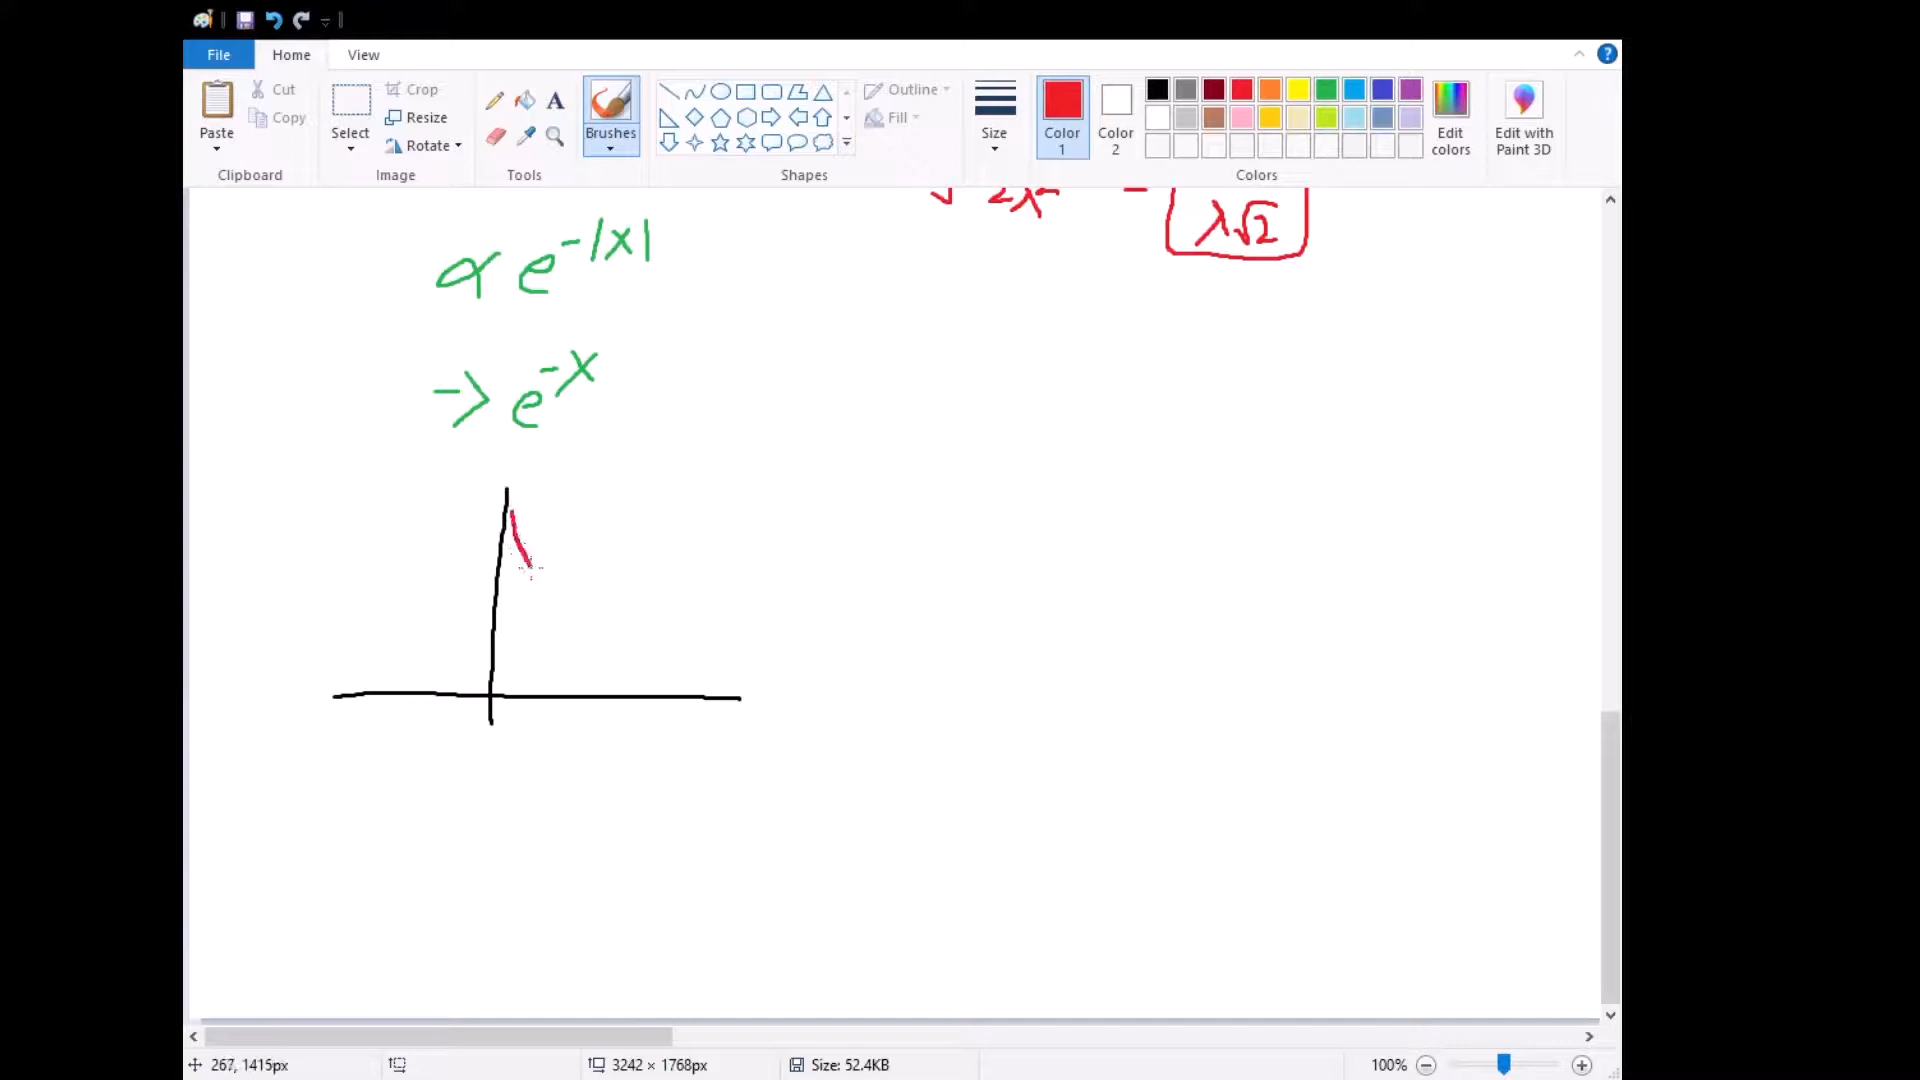 File Home View
Paste Cut Copy Clipboard
Select Crop Resize Rotate Image
A Tools
Brushes
Outline Fill Shapes
Size
Color 1 Color 2 Edit colors Colors
Edit with Paint 3D
√2λ² = λ√2
∝ e^{-|x|}
-> e^{-x}
267, 1415px 3242 × 1768px Size: 52.4KB 100%